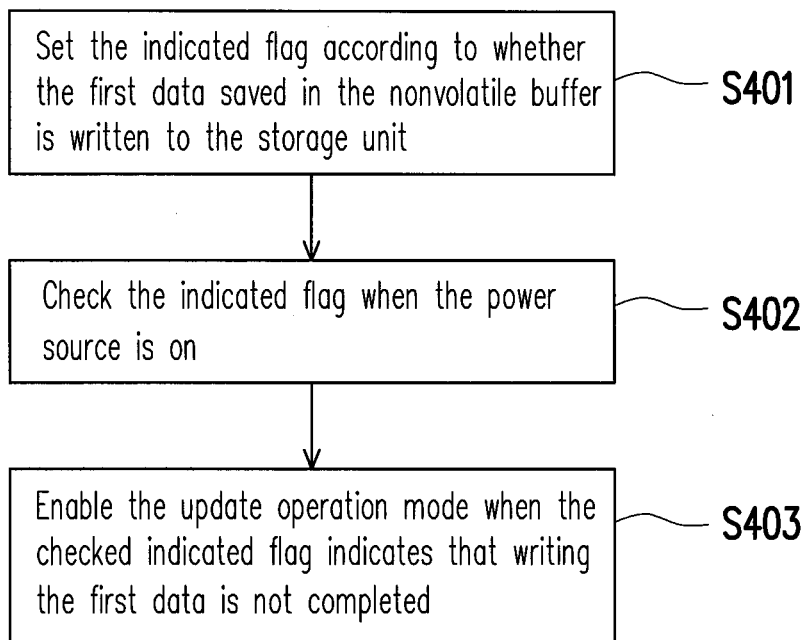 Set the indicated flag according to whether
the first data saved in the nonvolatile buffer
is written to the storage unit
S401
Check the indicated flag when the power
source is on
S402
Enable the update operation mode when the
checked indicated flag indicates that writing
the first data is not completed
S403